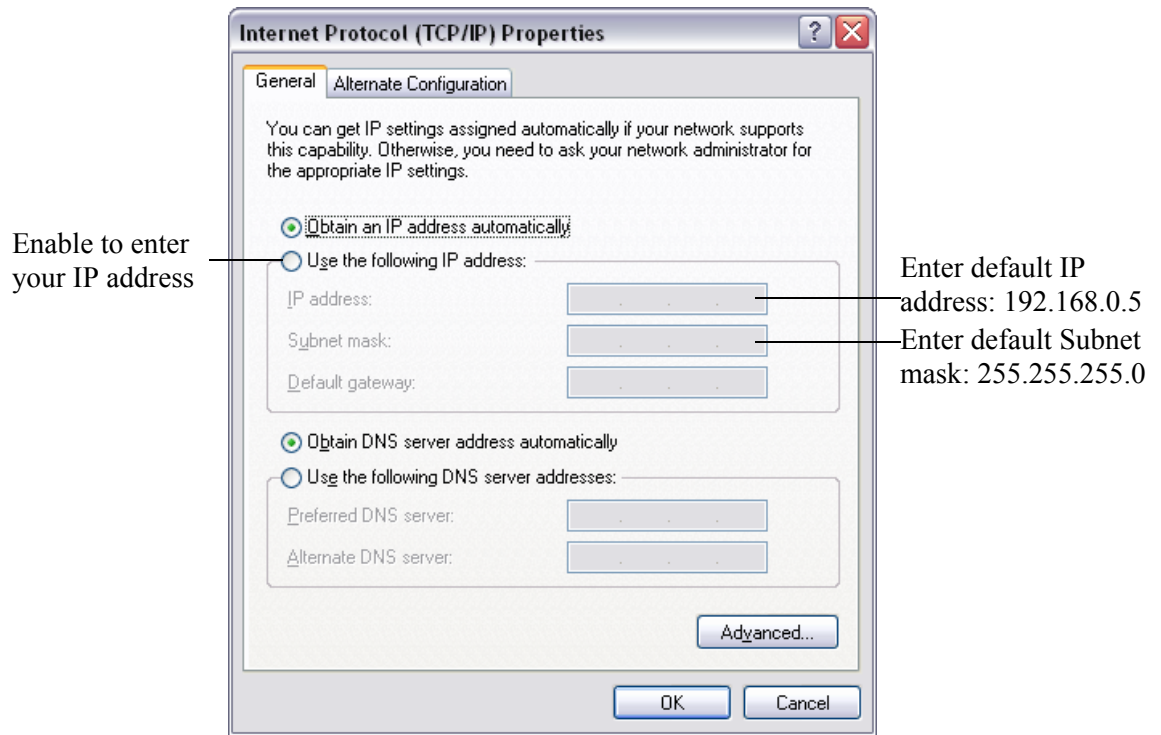 Internet Protocol (TCP/IP) Properties
General
Alternate Configuration
You can get IP settings assigned automatically if your network supports
this capability. Otherwise, you need to ask your network administrator for
the appropriate IP settings.
Obtain an IP address automatically
Enable to enter
your IP address
Use the following IP address:
IP address:
Enter default IP
address: 192.168.0.5
Subnet mask:
Enter default Subnet
mask: 255.255.255.0
Default gateway:
Obtain DNS server address automatically
Use the following DNS server addresses:
Preferred DNS server:
Alternate DNS server:
Advanced...
OK
Cancel